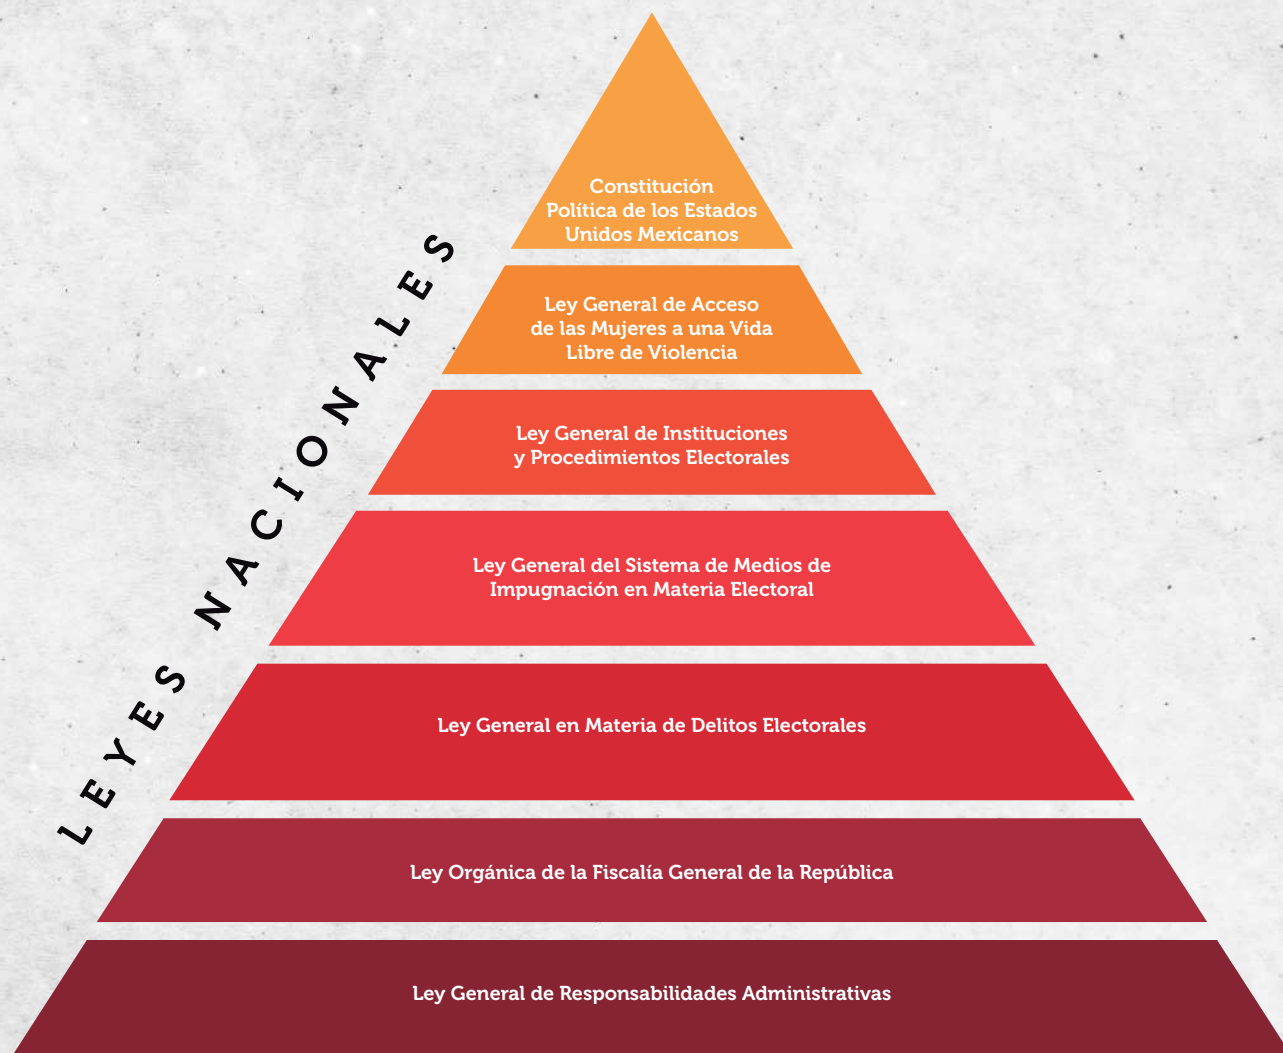 LEYES NACIONALES
Constitución
Política de los Estados
Unidos Mexicanos
Ley General de Acceso
de las Mujeres a una Vida
Libre de Violencia
Ley General de Instituciones
y Procedimientos Electorales
Ley General del Sistema de Medios de
Impugnación en Materia Electoral
Ley General en Materia de Delitos Electorales
Ley Orgánica de la Fiscalía General de la República
Ley General de Responsabilidades Administrativas